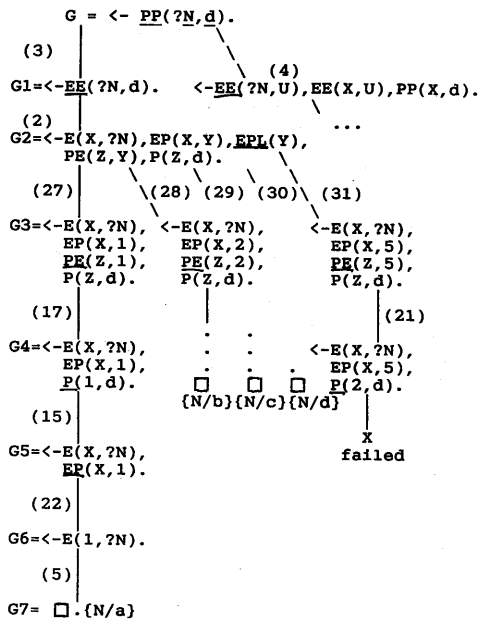 G = <- PP(?N,d).
(3) (4)
G1=<-EE(?N,d). <-EE(?N,U),EE(X,U),PP(X,d).
(2) ...
G2=<-E(X,?N),EP(X,Y),EPL(Y),
PE(Z,Y),P(Z,d).
(27) (28) (29) (30) (31)
G3=<-E(X,?N), <-E(X,?N), <-E(X,?N),
EP(X,1), EP(X,2), EP(X,5),
PE(Z,1), PE(Z,2), PE(Z,5),
P(Z,d). P(Z,d). P(Z,d).
(17) (21)
G4=<-E(X,?N), <-E(X,?N),
EP(X,1), EP(X,5),
P(1,d). P(2,d).
{N/b}{N/c}{N/d}
(15)
X
G5=<-E(X,?N), failed
EP(X,1).
(22)
G6=<-E(1,?N).
(5)
G7= □.{N/a}